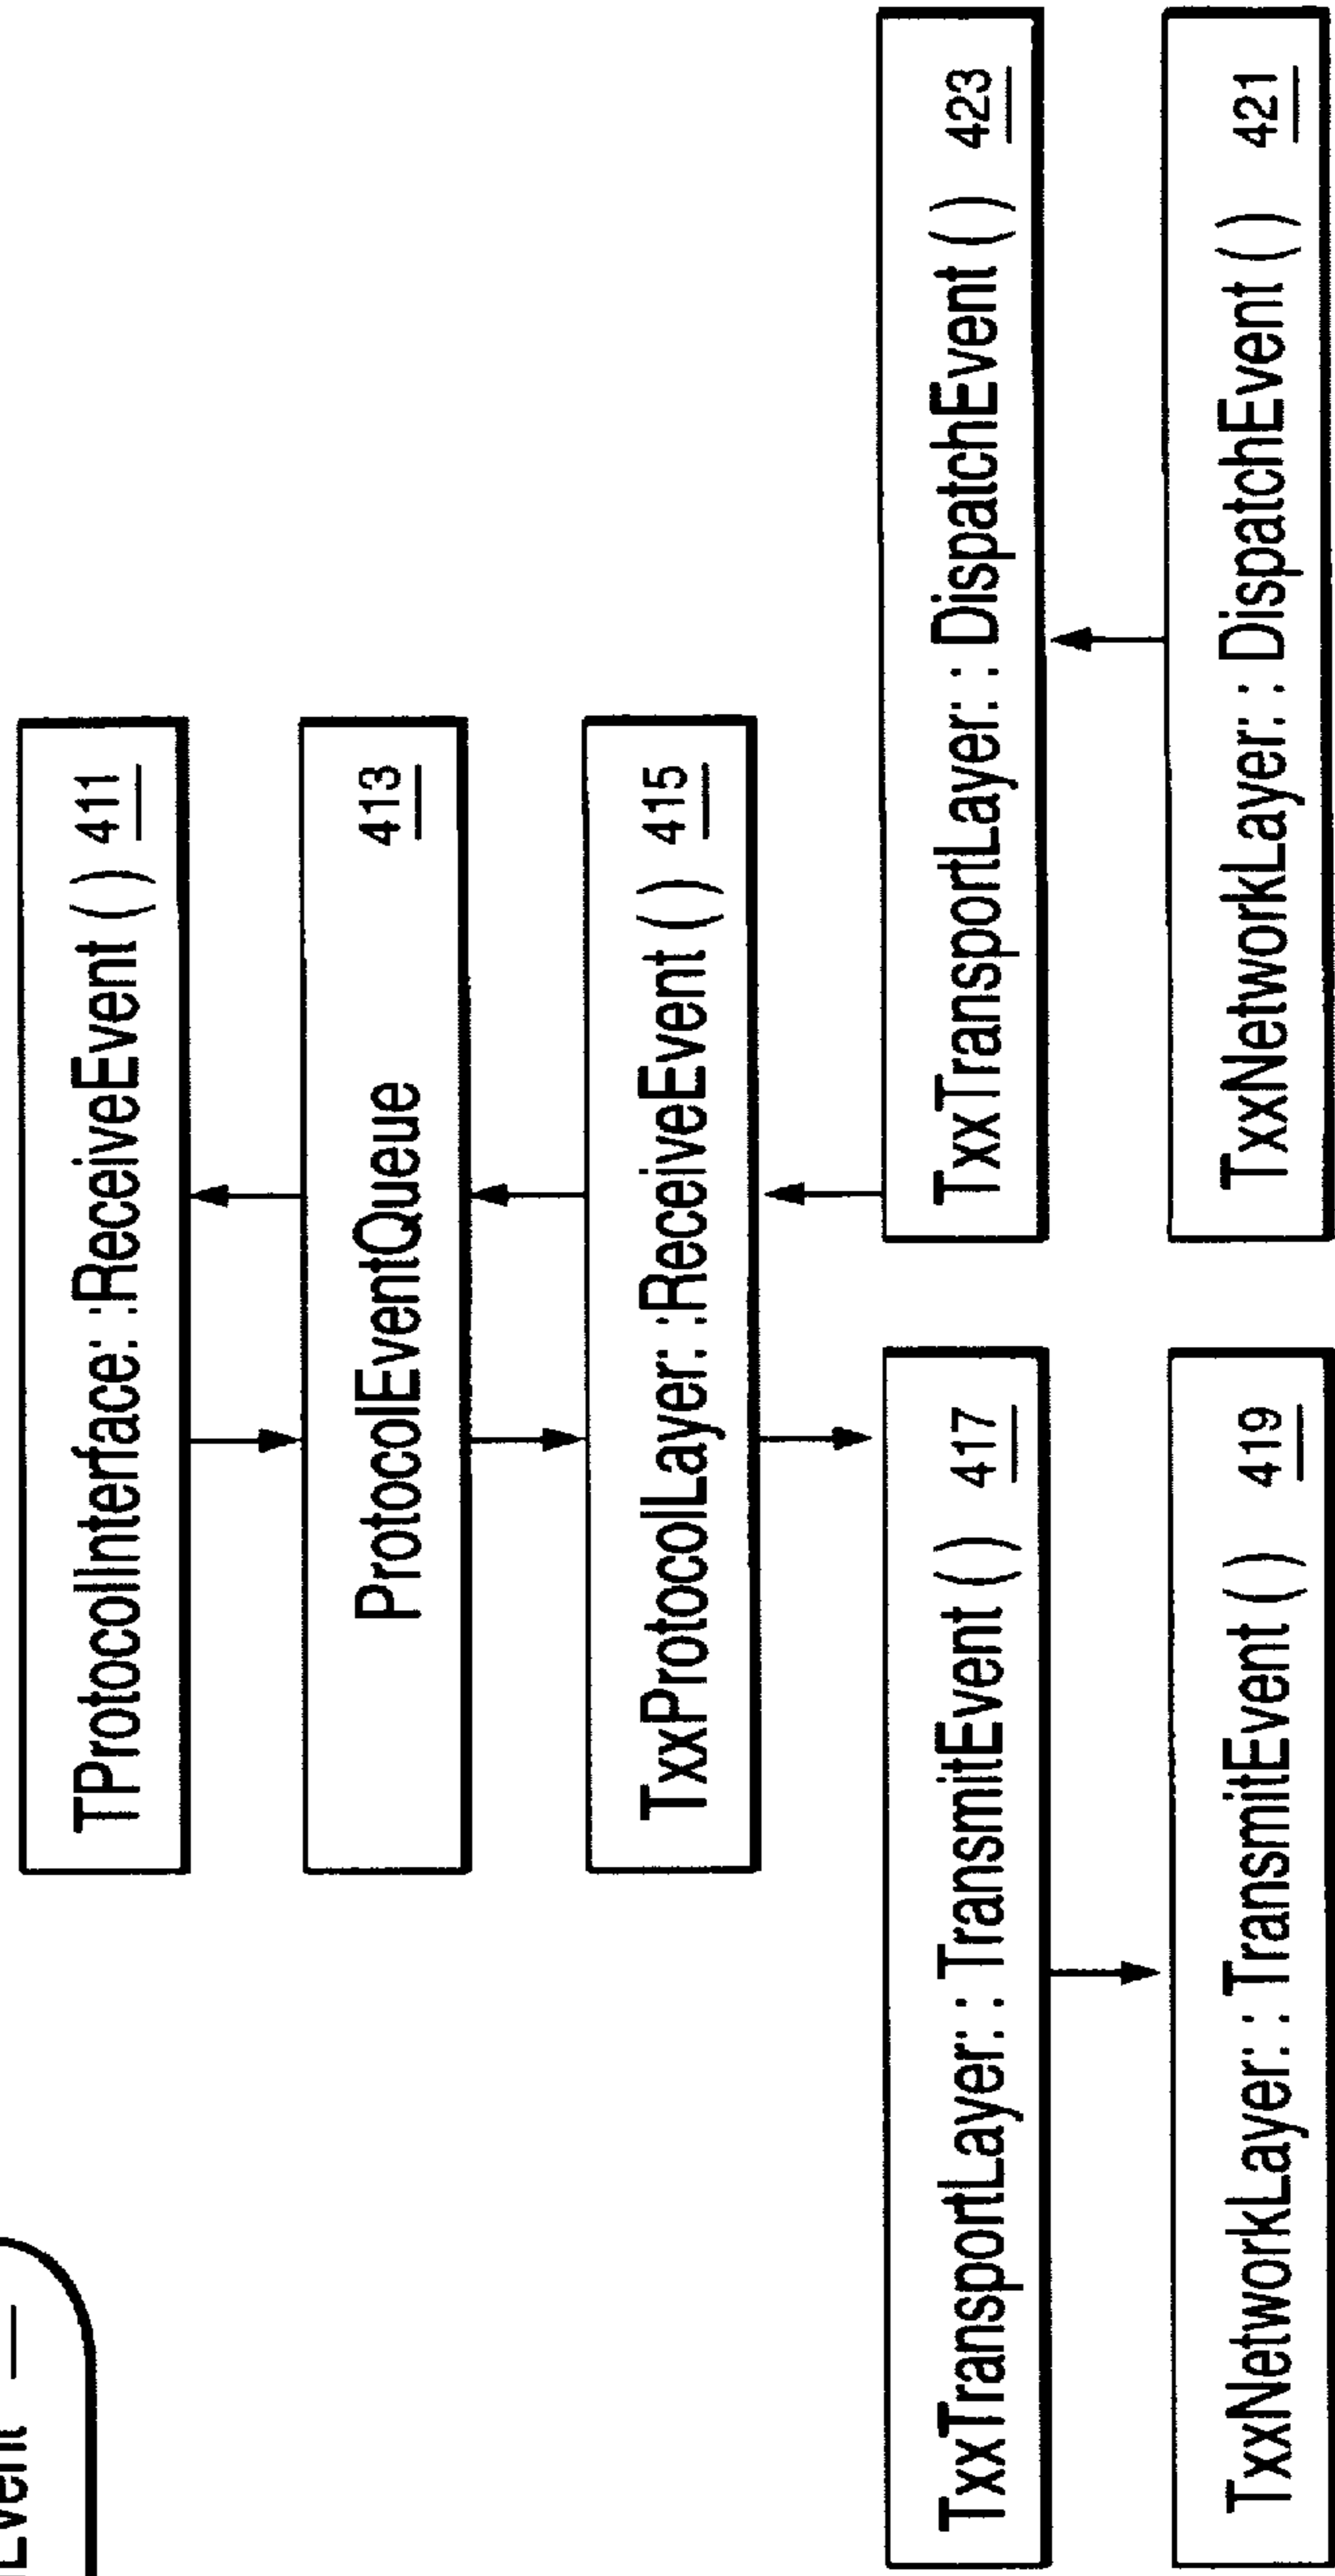 TProtocolInterface: :ReceiveEvent ( ) 411
ProtocolEventQueue 413
TxxProtocolLayer: :ReceiveEvent ( ) 415
TxxTransportLayer: : TransmitEvent ( ) 417
TxxTransportLayer: : DispatchEvent ( ) 423
TxxNetworkLayer: : TransmitEvent ( ) 419
TxxNetworkLayer: : DispatchEvent ( ) 421